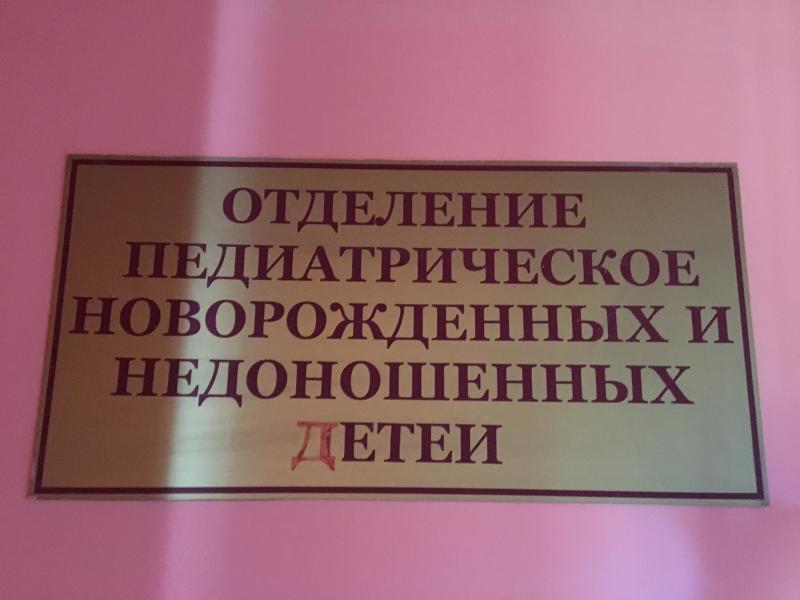 ОТДЕЛЕНИЕ
ПЕДИАТРИЧЕСКОЕ
НОВОРОЖДЕННЫХ И
НЕДОНОШЕННЫХ
ДЕТЕИ